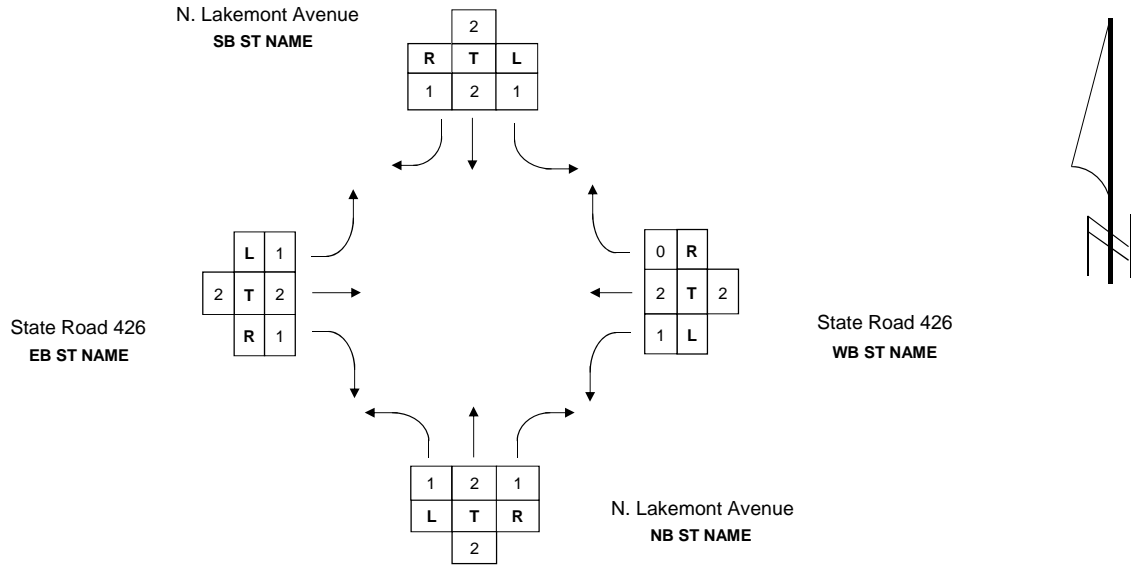 N. Lakemont Avenue
SB ST NAME
2
R T L
1 2 1
L 1
2 T 2
R 1
State Road 426
EB ST NAME
0 R
2 T 2
1 L
State Road 426
WB ST NAME
1 2 1
L T R
2
N. Lakemont Avenue
NB ST NAME
N